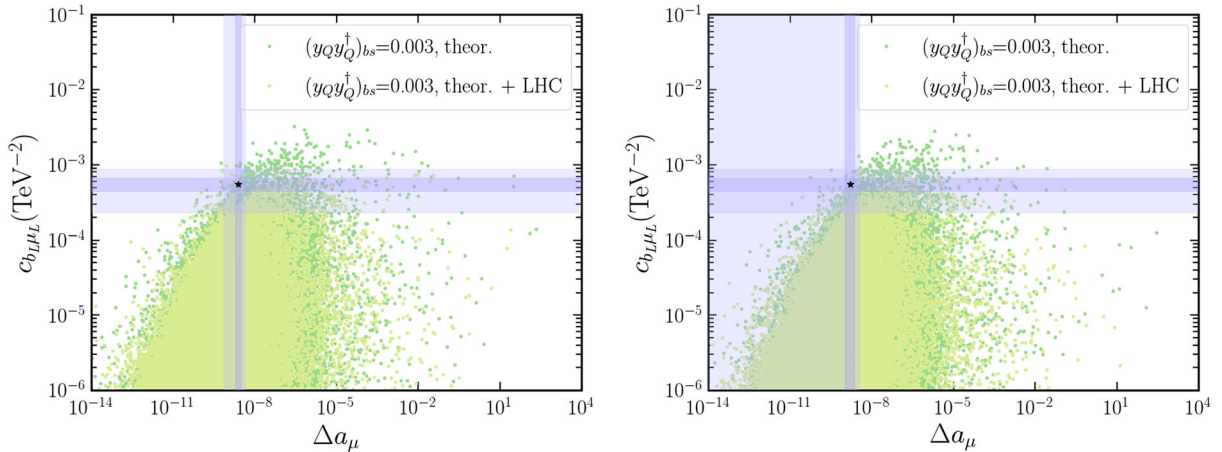 (y_Q y_Q^†)_{bs}=0.003, theor.
(y_Q y_Q^†)_{bs}=0.003, theor. + LHC
c_{b_L μ_L}(TeV^{−2})
10^{−1}
10^{−2}
10^{−3}
10^{−4}
10^{−5}
10^{−6}
10^{−14} 10^{−11} 10^{−8} 10^{−5} 10^{−2} 10^{1} 10^{4}
Δa_μ
(y_Q y_Q^†)_{bs}=0.003, theor.
(y_Q y_Q^†)_{bs}=0.003, theor. + LHC
c_{b_L μ_L}(TeV^{−2})
10^{−1}
10^{−2}
10^{−3}
10^{−4}
10^{−5}
10^{−6}
10^{−14} 10^{−11} 10^{−8} 10^{−5} 10^{−2} 10^{1} 10^{4}
Δa_μ